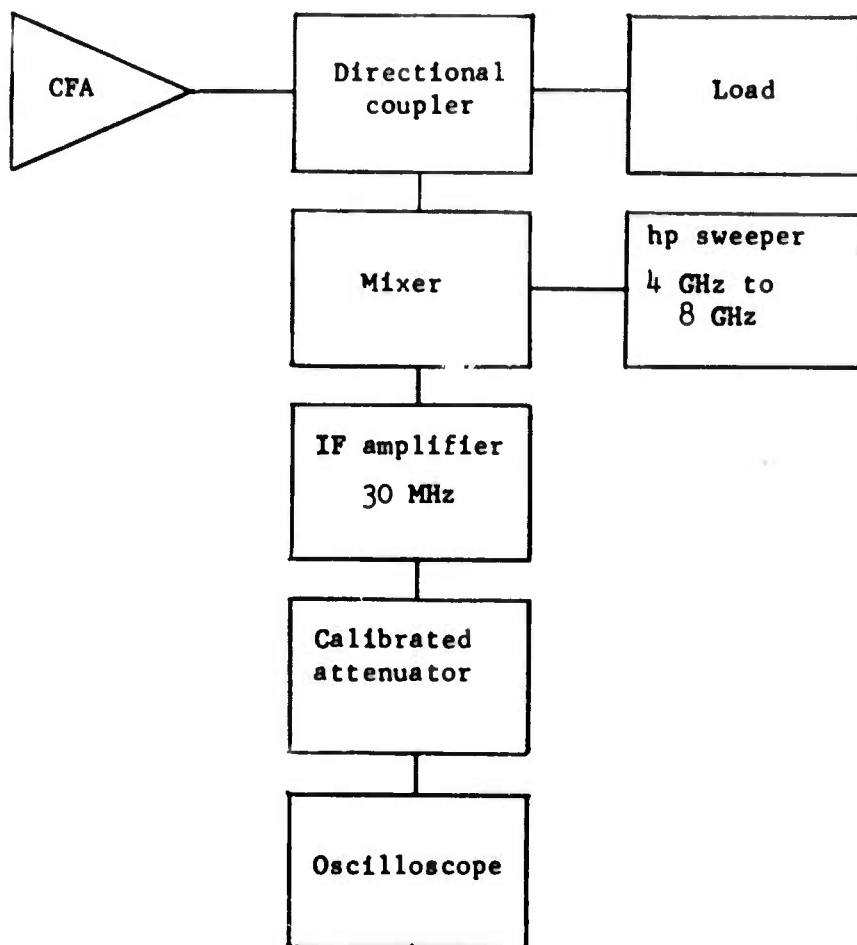 CFA
Directional
coupler
Load
Mixer
hp sweeper
4 GHz to
8 GHz
IF amplifier
30 MHz
Calibrated
attenuator
Oscilloscope